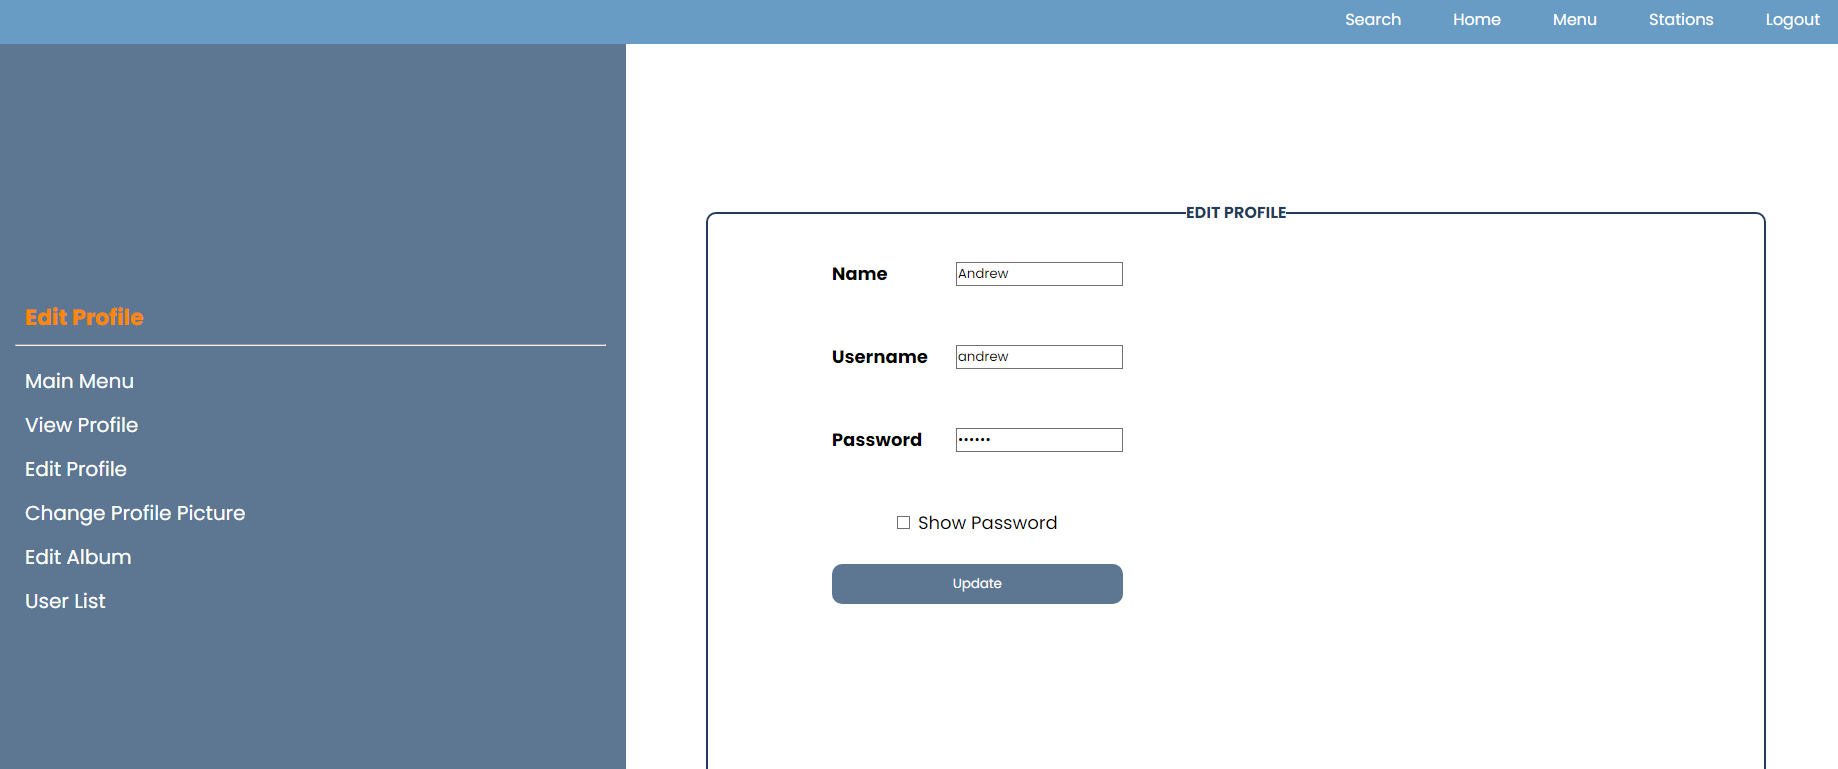 Search Home Menu Stations Logout
Edit Profile
Main Menu
View Profile
Edit Profile
Change Profile Picture
Edit Album
User List
EDIT PROFILE
Name Andrew
Username andrew
Password ••••••
Show Password
Update